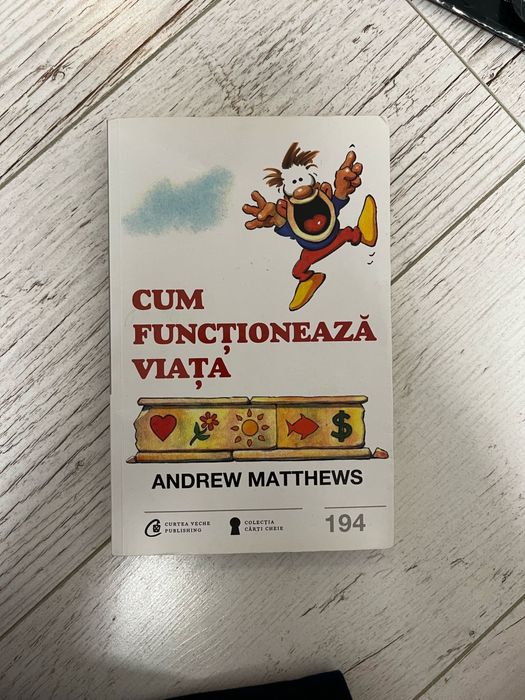 CUM
FUNCȚIONEAZĂ
VIAȚA
$
ANDREW MATTHEWS
CURTEA VECHE
PUBLISHING
COLECȚIA
CĂRȚI CHEIE
194